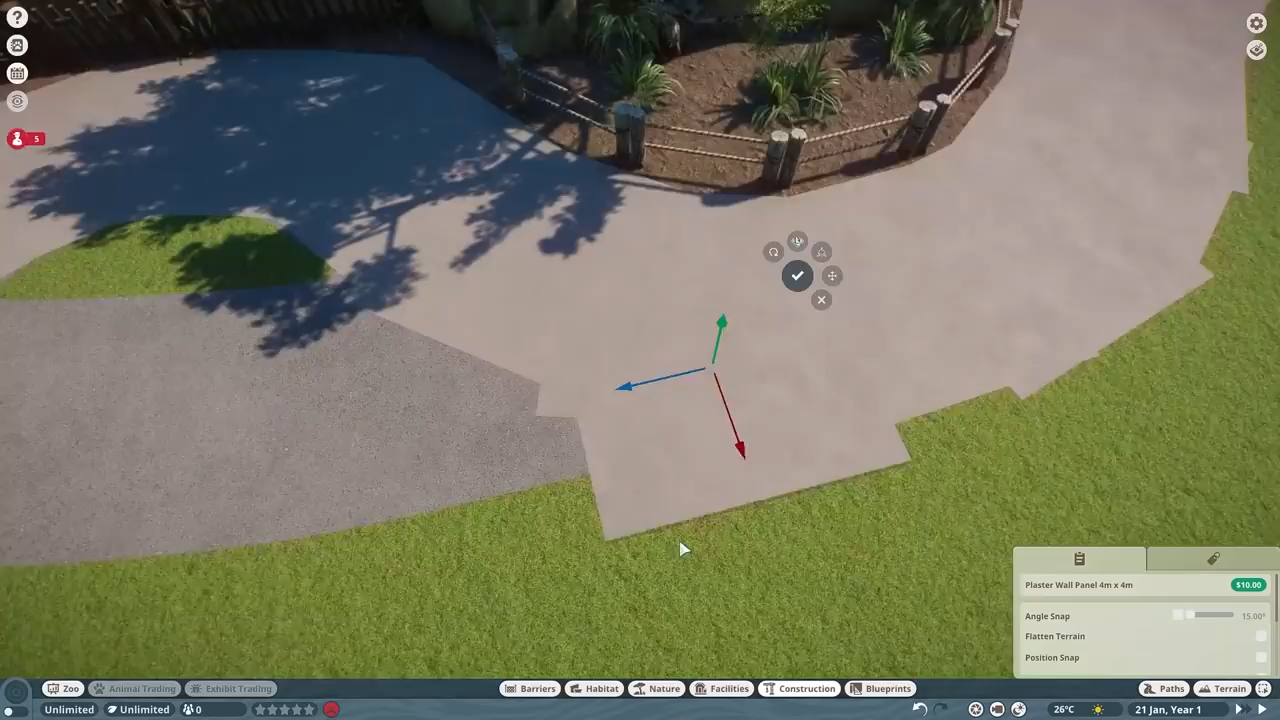 5
Plaster Wall Panel 4m x 4m $10.00
Angle Snap 15.00°
Flatten Terrain
Position Snap
Zoo Animal Trading Exhibit Trading Barriers Habitat Nature Facilities Construction Blueprints Paths Terrain
Unlimited Unlimited 0 26°C 21 Jan, Year 1